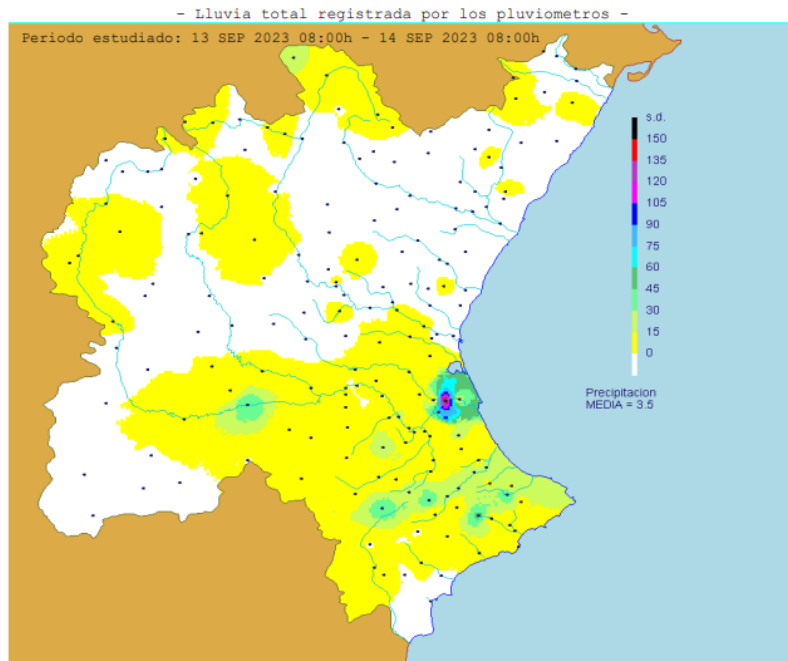 - Lluvia total registrada por los pluviometros -
Periodo estudiado: 13 SEP 2023 08:00h - 14 SEP 2023 08:00h
s.d.
150
135
120
105
90
75
60
45
30
15
0
Precipitacion
MEDIA = 3.5